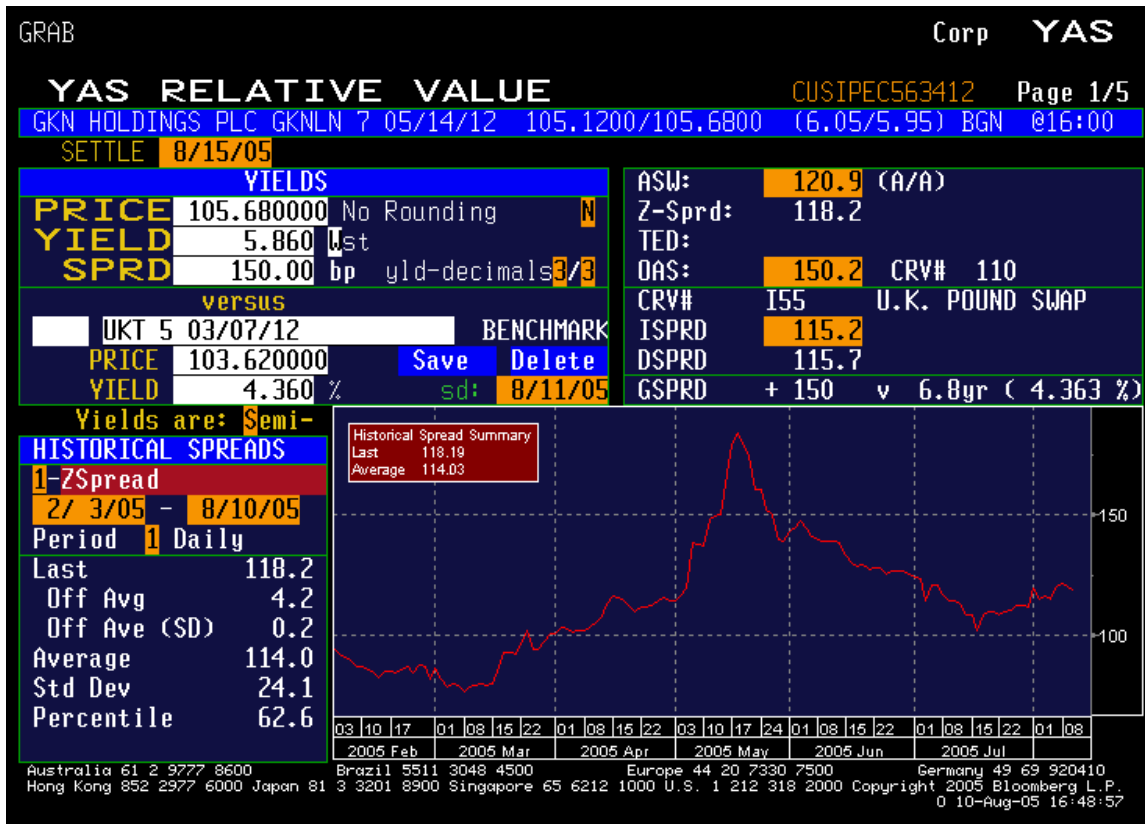 GRAB Corp YAS
YAS RELATIVE VALUE CUSIPEC563412 Page 1/5
GKN HOLDINGS PLC GKNLN 7 05/14/12 105.1200/105.6800 (6.05/5.95) BGN @16:00
SETTLE 8/15/05
YIELDS
PRICE 105.680000 No Rounding N
YIELD 5.860 Wst
SPRD 150.00 bp yld-decimals3/3
versus
UKT 5 03/07/12 BENCHMARK
PRICE 103.620000 Save Delete
YIELD 4.360 % sd: 8/11/05
Yields are: Semi-
ASW: 120.9 (A/A)
Z-Sprd: 118.2
TED:
OAS: 150.2 CRV# 110
CRV# I55 U.K. POUND SWAP
ISPRD 115.2
DSPRD 115.7
GSPRD + 150 v 6.8yr ( 4.363 %)
HISTORICAL SPREADS
1-ZSpread
2/ 3/05 - 8/10/05
Period 1 Daily
Last 118.2
Off Avg 4.2
Off Ave (SD) 0.2
Average 114.0
Std Dev 24.1
Percentile 62.6
Historical Spread Summary
Last 118.19
Average 114.03
150
100
03 10 17 01 08 15 22 01 08 15 22 03 10 17 24 01 08 15 22 01 08 15 22 01 08
2005 Feb 2005 Mar 2005 Apr 2005 May 2005 Jun 2005 Jul
Australia 61 2 9777 8600 Brazil 5511 3048 4500 Europe 44 20 7330 7500 Germany 49 69 920410
Hong Kong 852 2977 6000 Japan 81 3 3201 8900 Singapore 65 6212 1000 U.S. 1 212 318 2000 Copyright 2005 Bloomberg L.P.
0 10-Aug-05 16:48:57